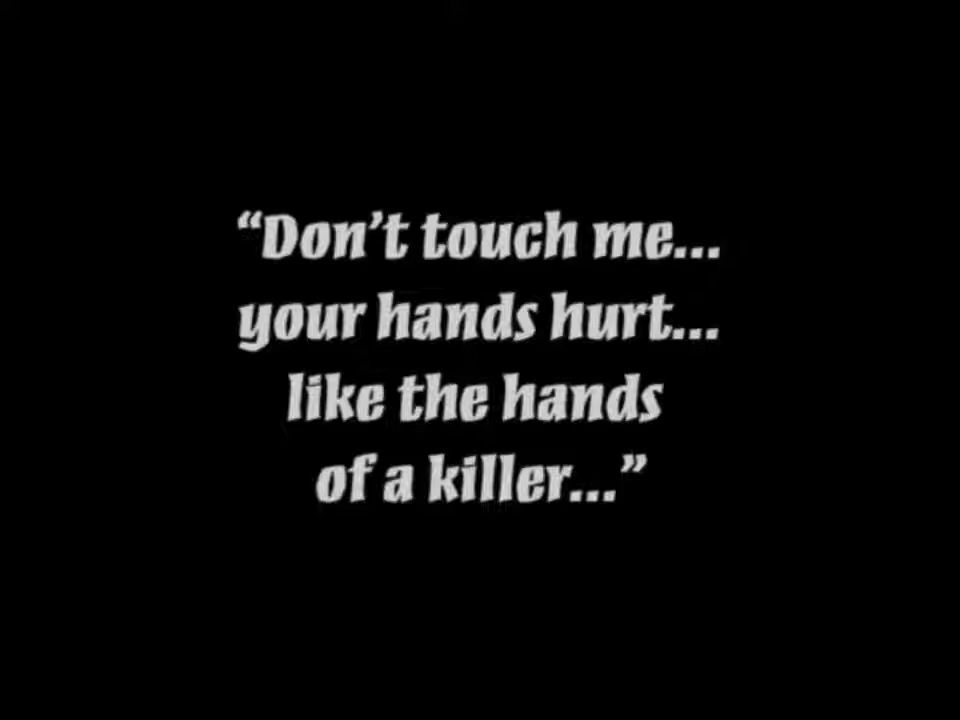 “Don’t touch me...
your hands hurt...
like the hands
of a killer...”